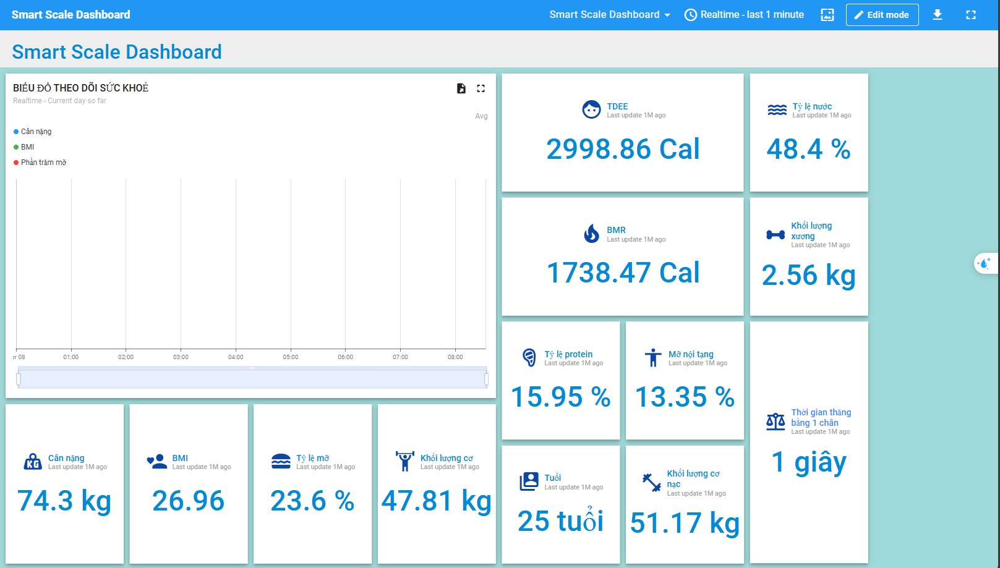 Smart Scale Dashboard
Smart Scale Dashboard
Realtime - last 1 minute
Edit mode
Smart Scale Dashboard
BIỂU ĐỒ THEO DÕI SỨC KHOẺ
Realtime - Current day so far
Avg
Cân nặng
BMI
Phần trăm mỡ
or 08
01:00
02:00
03:00
04:00
05:00
06:00
07:00
08:00
TDEE
Last update 1M ago
2998.86 Cal
Tỷ lệ nước
Last update 1M ago
48.4 %
BMR
Last update 1M ago
1738.47 Cal
Khối lượng
xương
Last update 1M ago
2.56 kg
Tỷ lệ protein
Last update 1M ago
15.95 %
Mỡ nội tạng
Last update 1M ago
13.35 %
Thời gian thăng
bằng 1 chân
Last update 1M ago
1 giây
KG
Cân nặng
Last update 1M ago
74.3 kg
BMI
Last update 1M ago
26.96
Tỷ lệ mỡ
Last update 1M ago
23.6 %
Khối lượng cơ
Last update 1M ago
47.81 kg
Tuổi
Last update 1M ago
25 tuổi
Khối lượng cơ
nạc
Last update 1M ago
51.17 kg